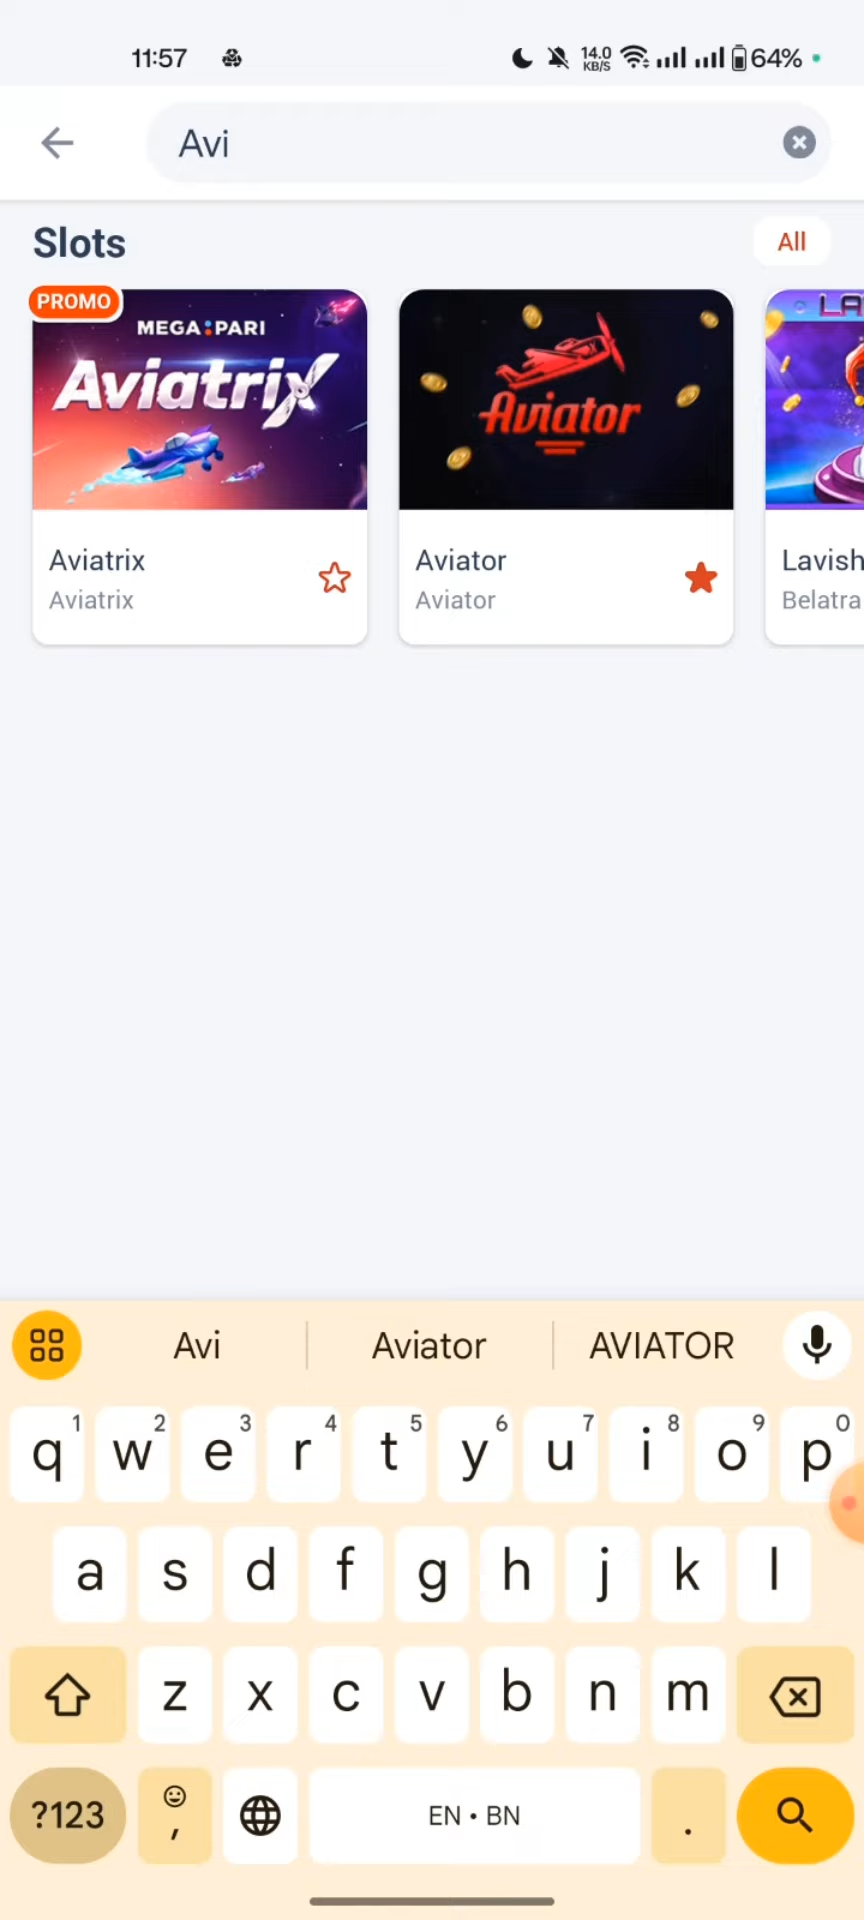 11:57
14.0
KB/S
64%
Avi
Slots
All
PROMO
MEGA:PARI
Aviatrix
Aviator
LA
Aviatrix
Aviatrix
Aviator
Aviator
Lavish
Belatra
Avi
Aviator
AVIATOR
q 1 w 2 e 3 r 4 t 5 y 6 u 7 i 8 o 9 p 0
a s d f g h j k l
z x c v b n m
?123 , EN • BN .